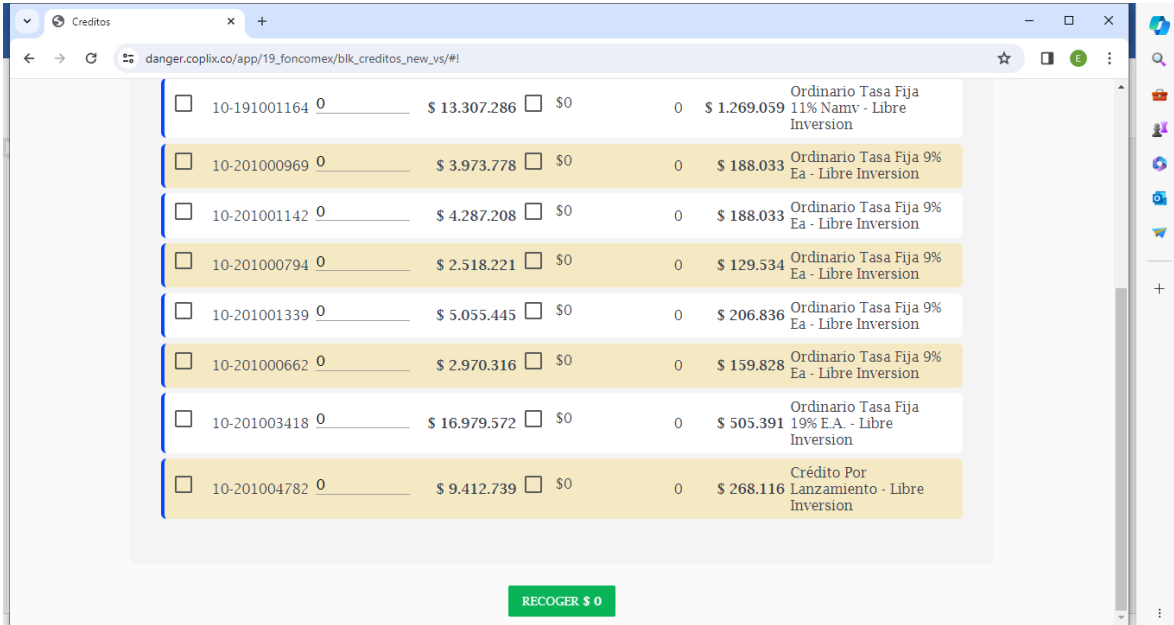 Creditos
danger.coplix.co/app/19_foncomex/blk_creditos_new_vs/#!
E
10-191001164 0 $ 13.307.286 $0 0 $ 1.269.059 Ordinario Tasa Fija
11% Namv - Libre
Inversion
10-201000969 0 $ 3.973.778 $0 0 $ 188.033 Ordinario Tasa Fija 9%
Ea - Libre Inversion
10-201001142 0 $ 4.287.208 $0 0 $ 188.033 Ordinario Tasa Fija 9%
Ea - Libre Inversion
10-201000794 0 $ 2.518.221 $0 0 $ 129.534 Ordinario Tasa Fija 9%
Ea - Libre Inversion
10-201001339 0 $ 5.055.445 $0 0 $ 206.836 Ordinario Tasa Fija 9%
Ea - Libre Inversion
10-201000662 0 $ 2.970.316 $0 0 $ 159.828 Ordinario Tasa Fija 9%
Ea - Libre Inversion
10-201003418 0 $ 16.979.572 $0 0 $ 505.391 Ordinario Tasa Fija
19% E.A. - Libre
Inversion
10-201004782 0 $ 9.412.739 $0 0 $ 268.116 Crédito Por
Lanzamiento - Libre
Inversion
RECOGER $ 0